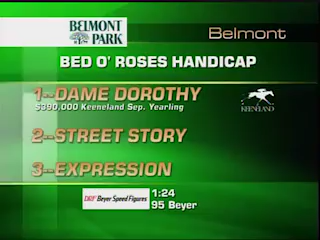 BELMONT
PARK
Belmont
BED O' ROSES HANDICAP
1--DAME DOROTHY
$390,000 Keeneland Sep. Yearling
KEENELAND
2--STREET STORY
3--EXPRESSION
DRF Beyer Speed Figures
1:24
95 Beyer